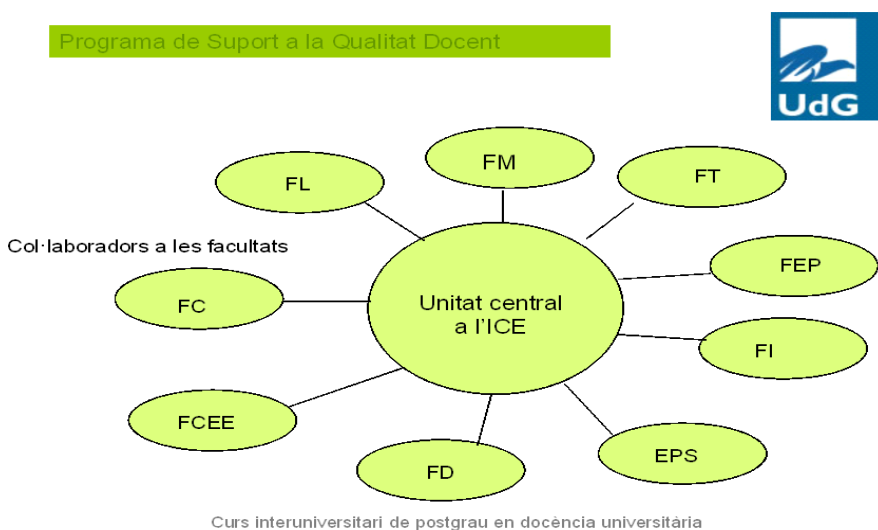 Programa de Suport a la Qualitat Docent
UdG
FM
FT
FL
Col·laboradors a les facultats
FEP
FC
Unitat central
a l'ICE
FI
FCEE
FD
EPS
Curs interuniversitari de postgrau en docència universitària